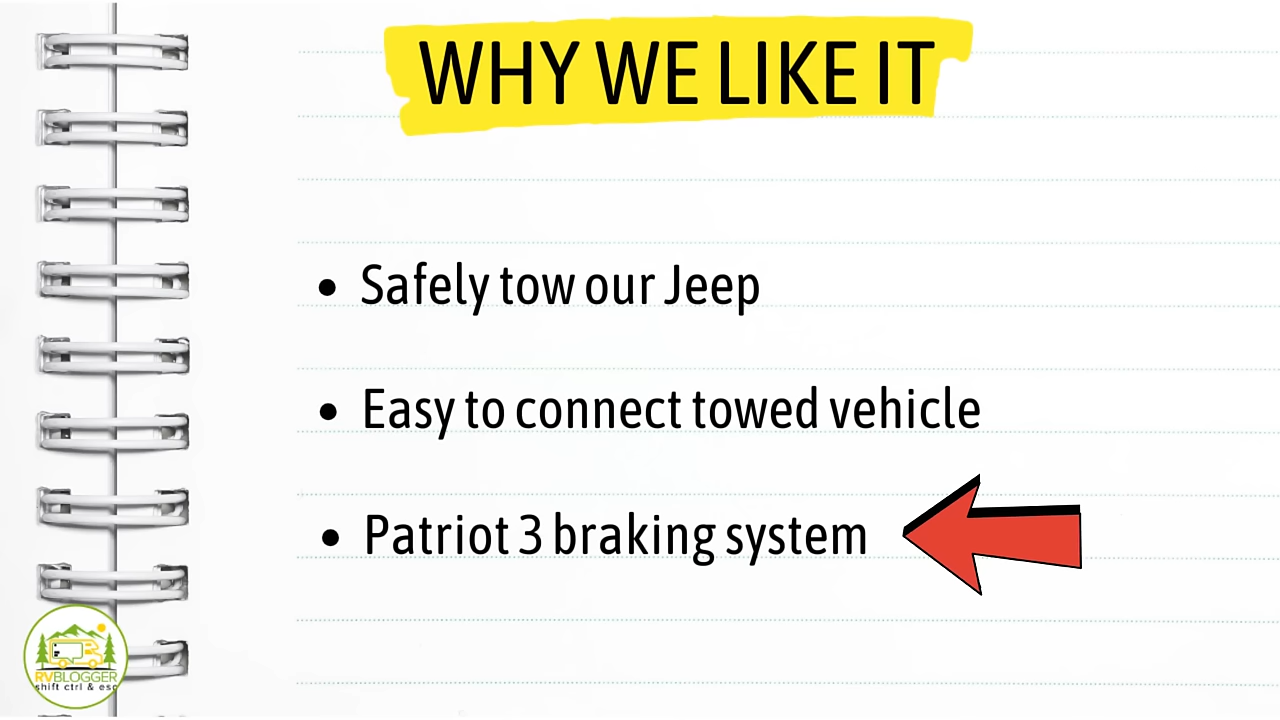 WHY WE LIKE IT
• Safely tow our Jeep
• Easy to connect towed vehicle
• Patriot 3 braking system
RVBLOGGER
shift ctrl & esc